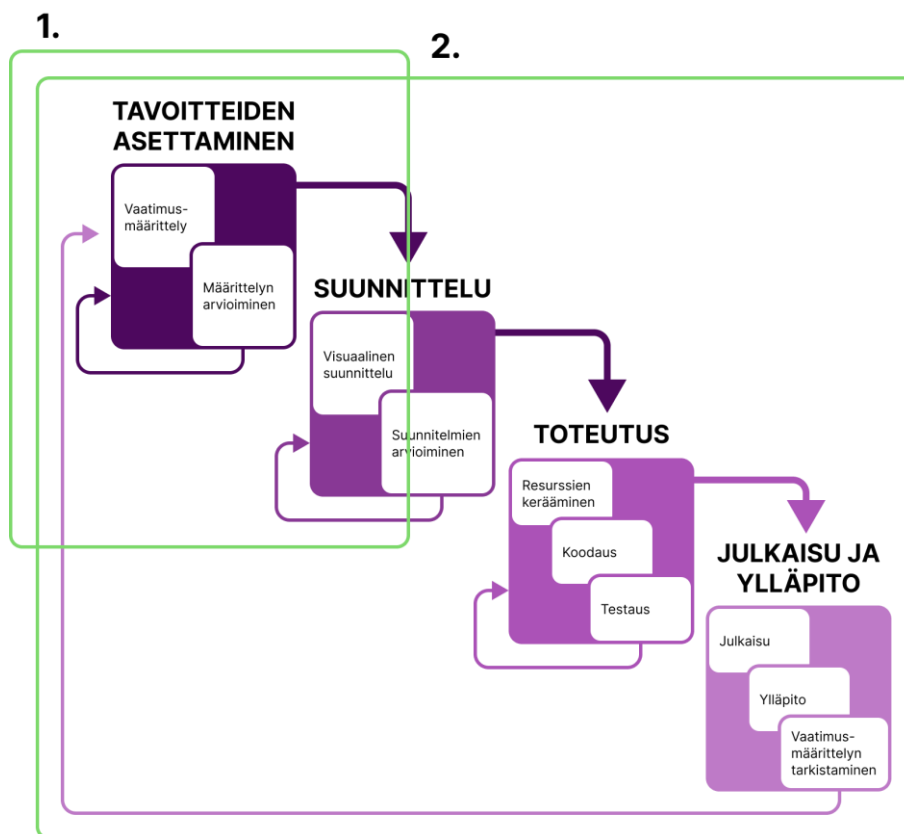 1.
2.
TAVOITTEIDEN
ASETTAMINEN
Vaatimus-
määrittely
Määrittelyn
arvioiminen
SUUNNITTELU
Visuaalinen
suunnittelu
Suunnitelmien
arvioiminen
TOTEUTUS
Resurssien
kerääminen
Koodaus
Testaus
JULKAISU JA
YLLÄPITO
Julkaisu
Ylläpito
Vaatimus-
määrittelyn
tarkistaminen